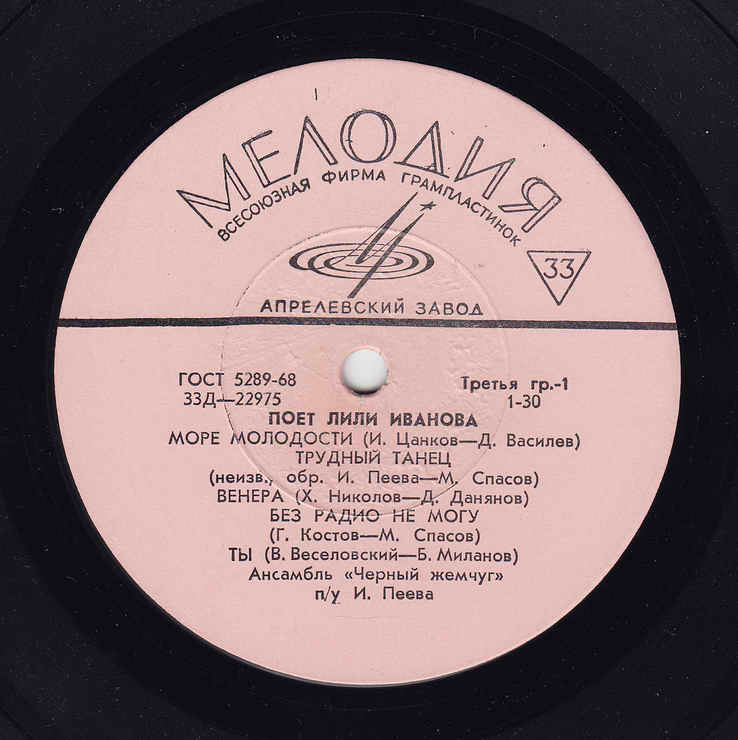 МЕЛОДИЯ
ВСЕСОЮЗНАЯ ФИРМА ГРАМПЛАСТИНОК
33
АПРЕЛЕВСКИЙ ЗАВОД
ГОСТ 5289-68 Третья гр.-1
33Д—22975 1-30
ПОЕТ ЛИЛИ ИВАНОВА
МОРЕ МОЛОДОСТИ (И. Цанков—Д. Василев)
ТРУДНЫЙ ТАНЕЦ
(неизв., обр. И. Пеева—М. Спасов)
ВЕНЕРА (Х. Николов—Д. Данянов)
БЕЗ РАДИО НЕ МОГУ
(Г. Костов—М. Спасов)
ТЫ (В. Веселовский—Б. Миланов)
Ансамбль «Черный жемчуг»
п/у И. Пеева